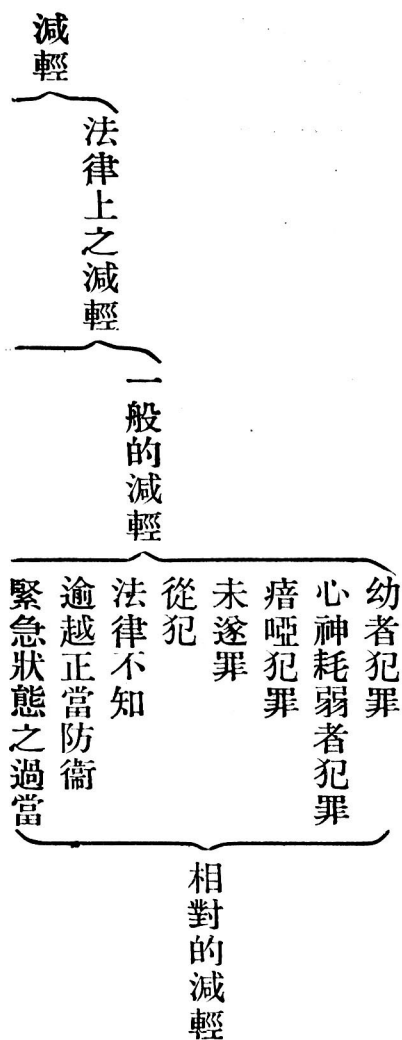 減輕
法律上之減輕
一般的減輕
幼者犯罪
心神耗弱者犯罪
瘖啞犯罪
未遂罪
從犯
法律不知
逾越正當防衞
緊急狀態之過當
相對的減輕